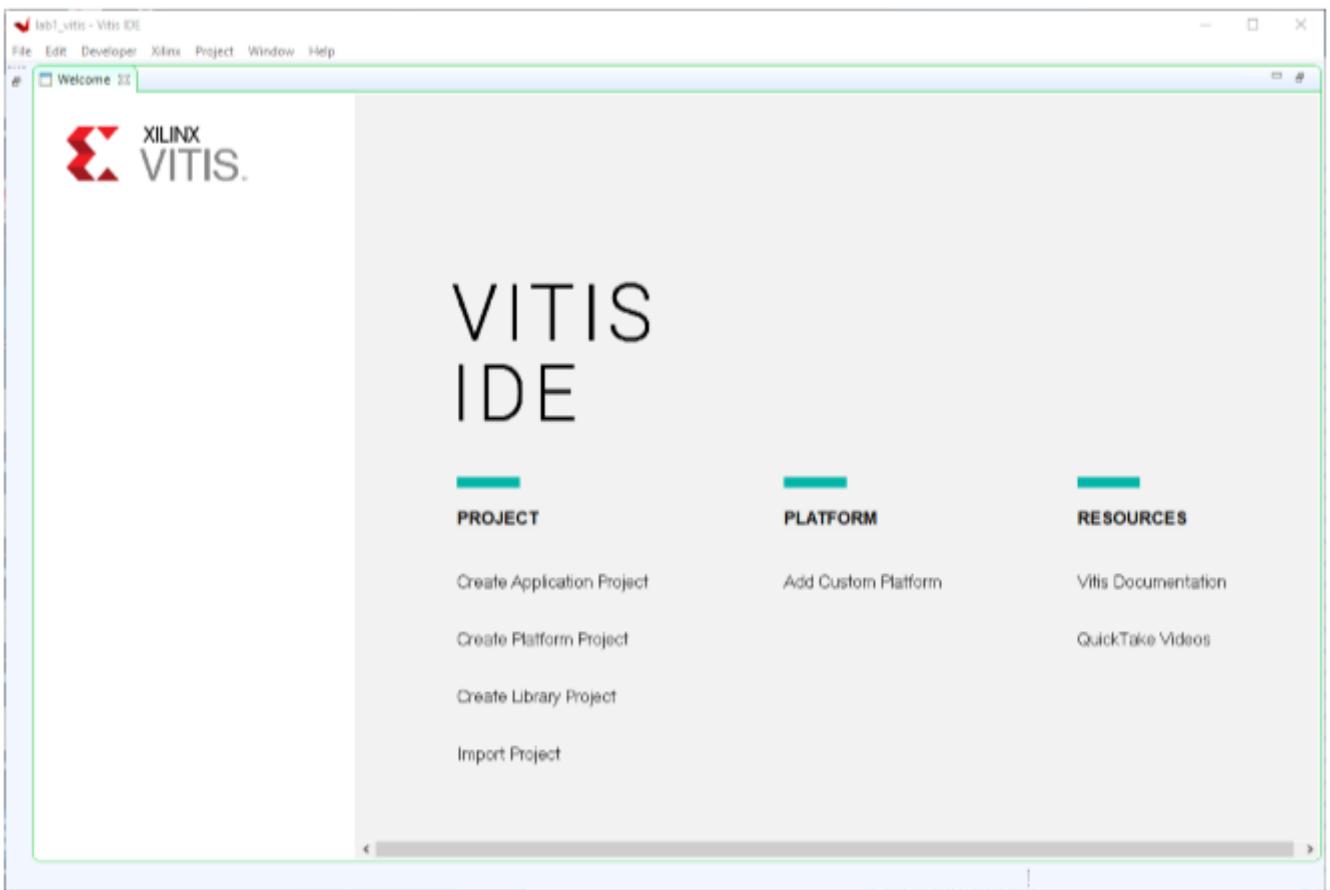 lab1_vitis - Vitis IDE
File Edit Developer Xilinx Project Window Help
Welcome
XILINX
VITIS.
VITIS
IDE
PROJECT
Create Application Project
Create Platform Project
Create Library Project
Import Project
PLATFORM
Add Custom Platform
RESOURCES
Vitis Documentation
QuickTake Videos